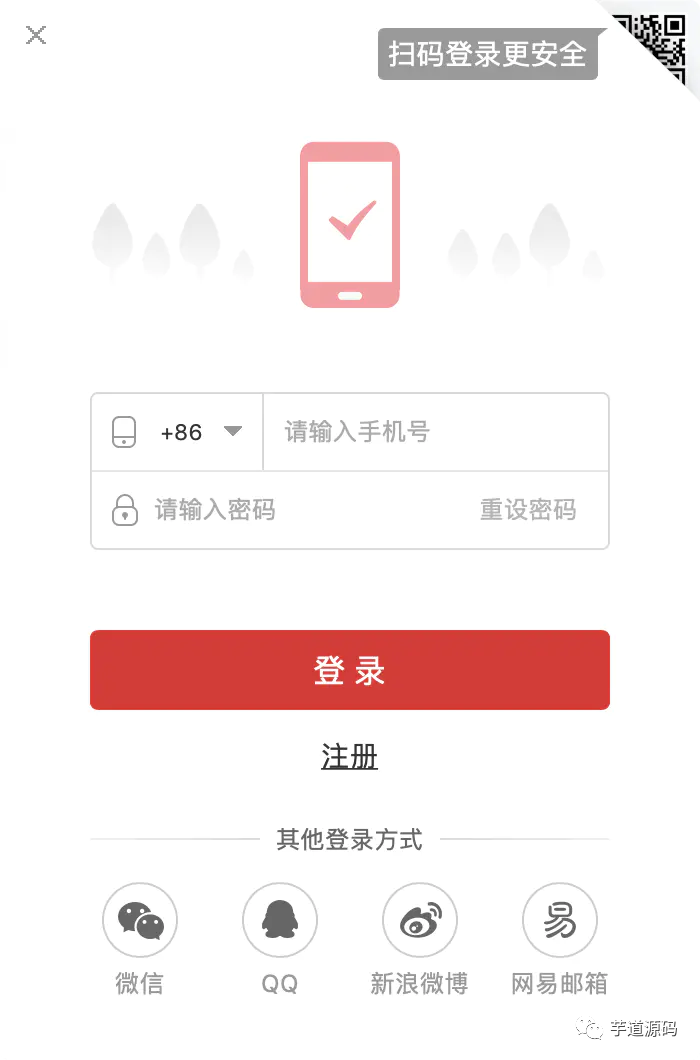 扫码登录更安全
+86
请输入手机号
请输入密码
重设密码
登录
注册
其他登录方式
微信
QQ
新浪微博
网易邮箱
芋道源码